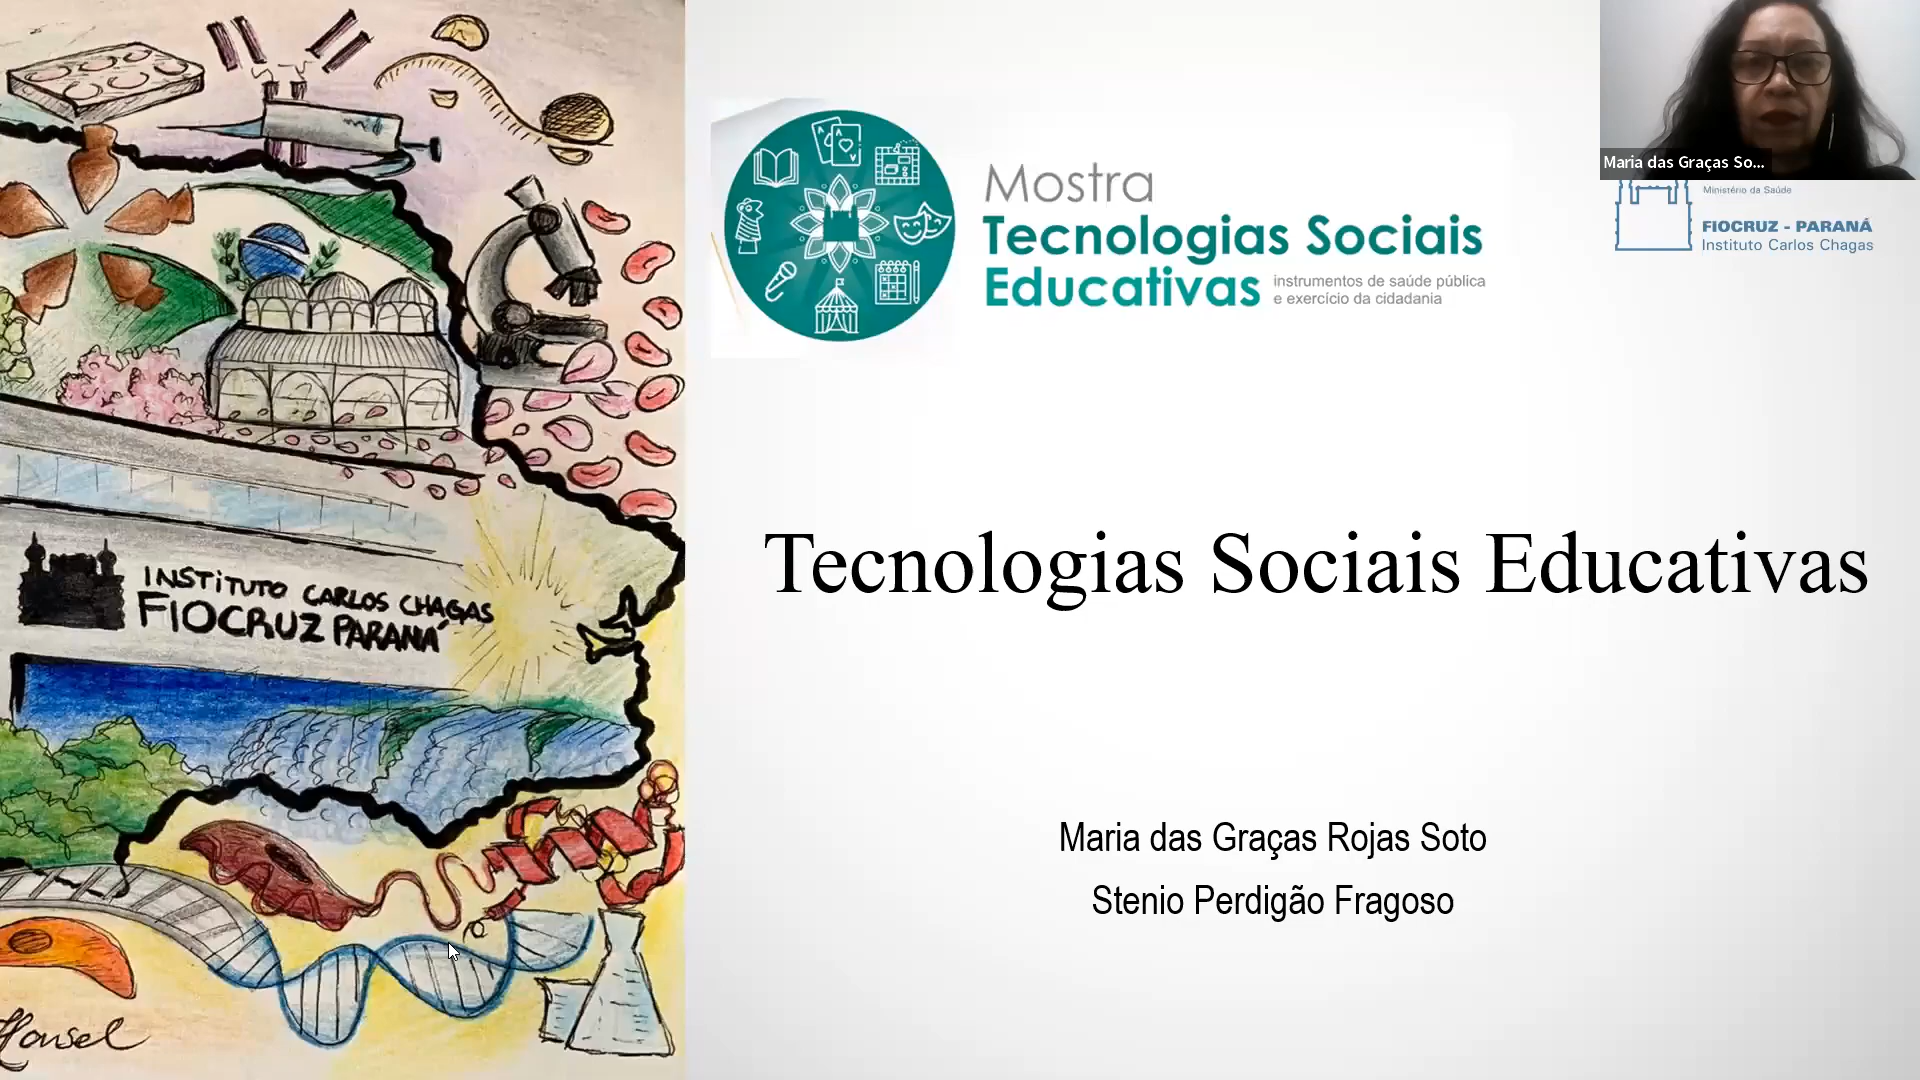 Mostra
Tecnologias Sociais
Educativas
instrumentos de saúde pública
e exercício da cidadania
Maria das Graças So...
Ministério da Saúde
FIOCRUZ - PARANÁ
Instituto Carlos Chagas
INSTITUTO CARLOS CHAGAS
FIOCRUZ PARANÁ
Tecnologias Sociais Educativas
Maria das Graças Rojas Soto
Stenio Perdigão Fragoso